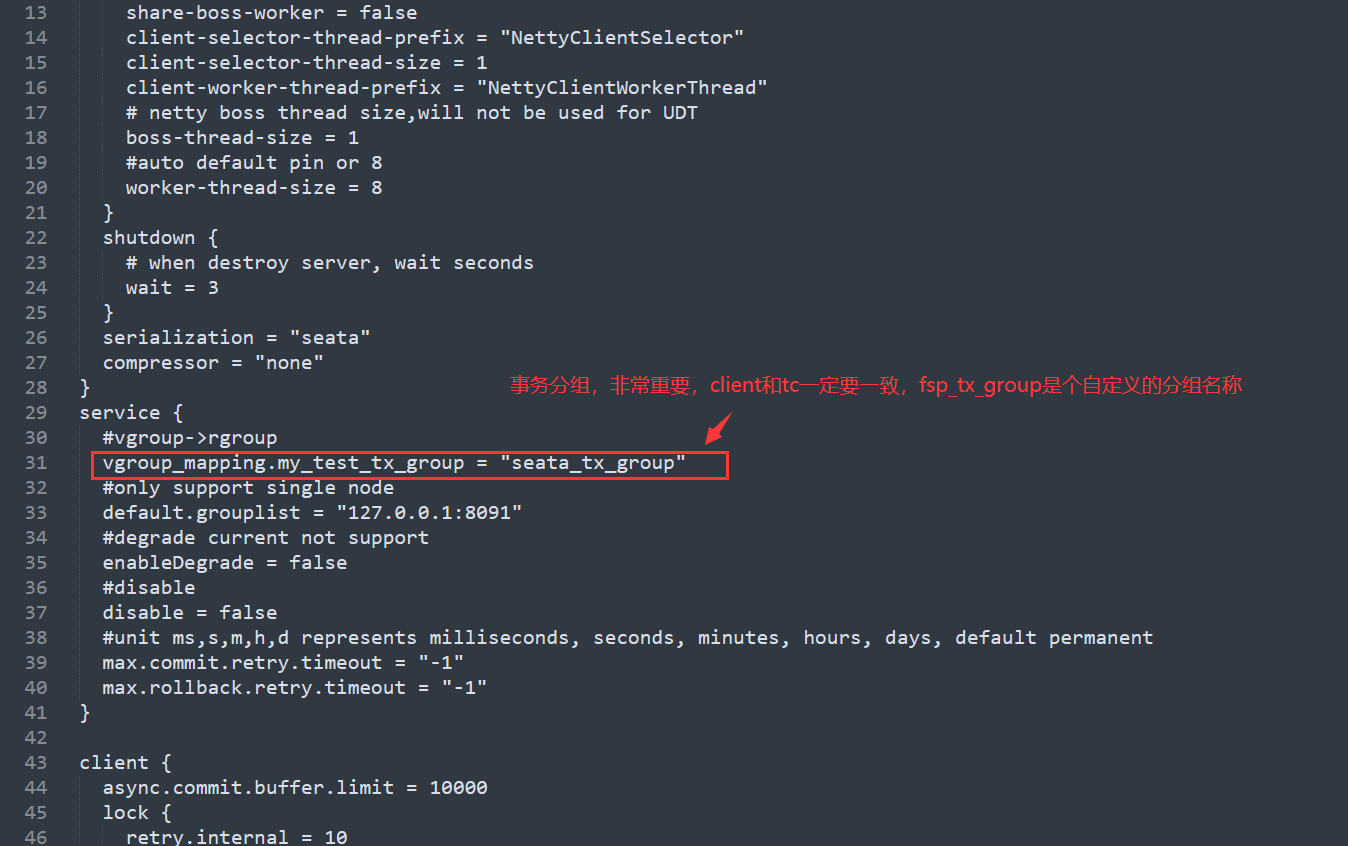 13 share-boss-worker = false
14 client-selector-thread-prefix = "NettyClientSelector"
15 client-selector-thread-size = 1
16 client-worker-thread-prefix = "NettyClientWorkerThread"
17 # netty boss thread size,will not be used for UDT
18 boss-thread-size = 1
19 #auto default pin or 8
20 worker-thread-size = 8
21 }
22 shutdown {
23 # when destroy server, wait seconds
24 wait = 3
25 }
26 serialization = "seata"
27 compressor = "none"
事务分组，非常重要，client和tc一定要一致，fsp_tx_group是个自定义的分组名称
28 }
29 service {
30 #vgroup->rgroup
31 vgroup_mapping.my_test_tx_group = "seata_tx_group"
32 #only support single node
33 default.grouplist = "127.0.0.1:8091"
34 #degrade current not support
35 enableDegrade = false
36 #disable
37 disable = false
38 #unit ms,s,m,h,d represents milliseconds, seconds, minutes, hours, days, default permanent
39 max.commit.retry.timeout = "-1"
40 max.rollback.retry.timeout = "-1"
41 }
42
43 client {
44 async.commit.buffer.limit = 10000
45 lock {
46 retry.internal = 10